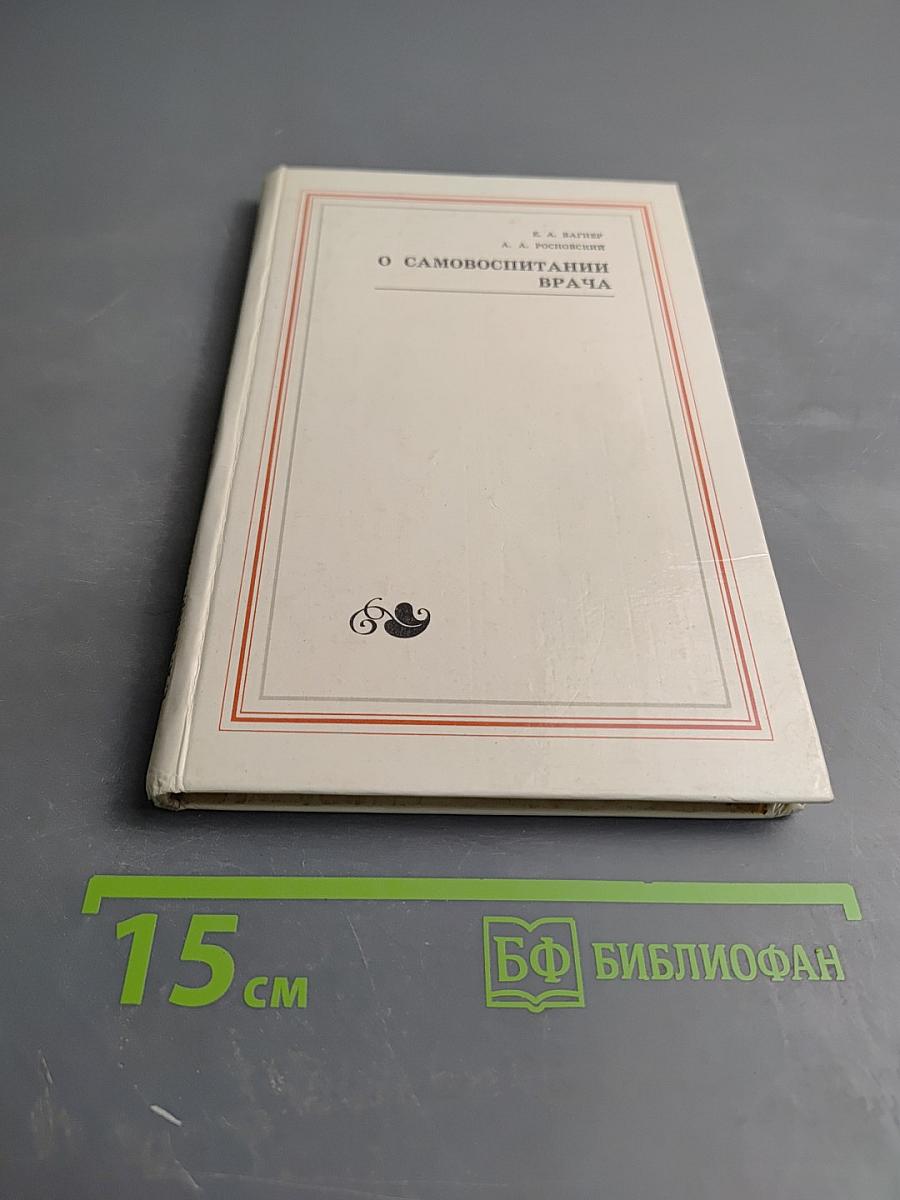 Е. А. ВАГНЕР
А. А. РОСНОВСКИЙ
О САМОВОСПИТАНИИ
ВРАЧА
15 см
БФ БИБЛИОФАН